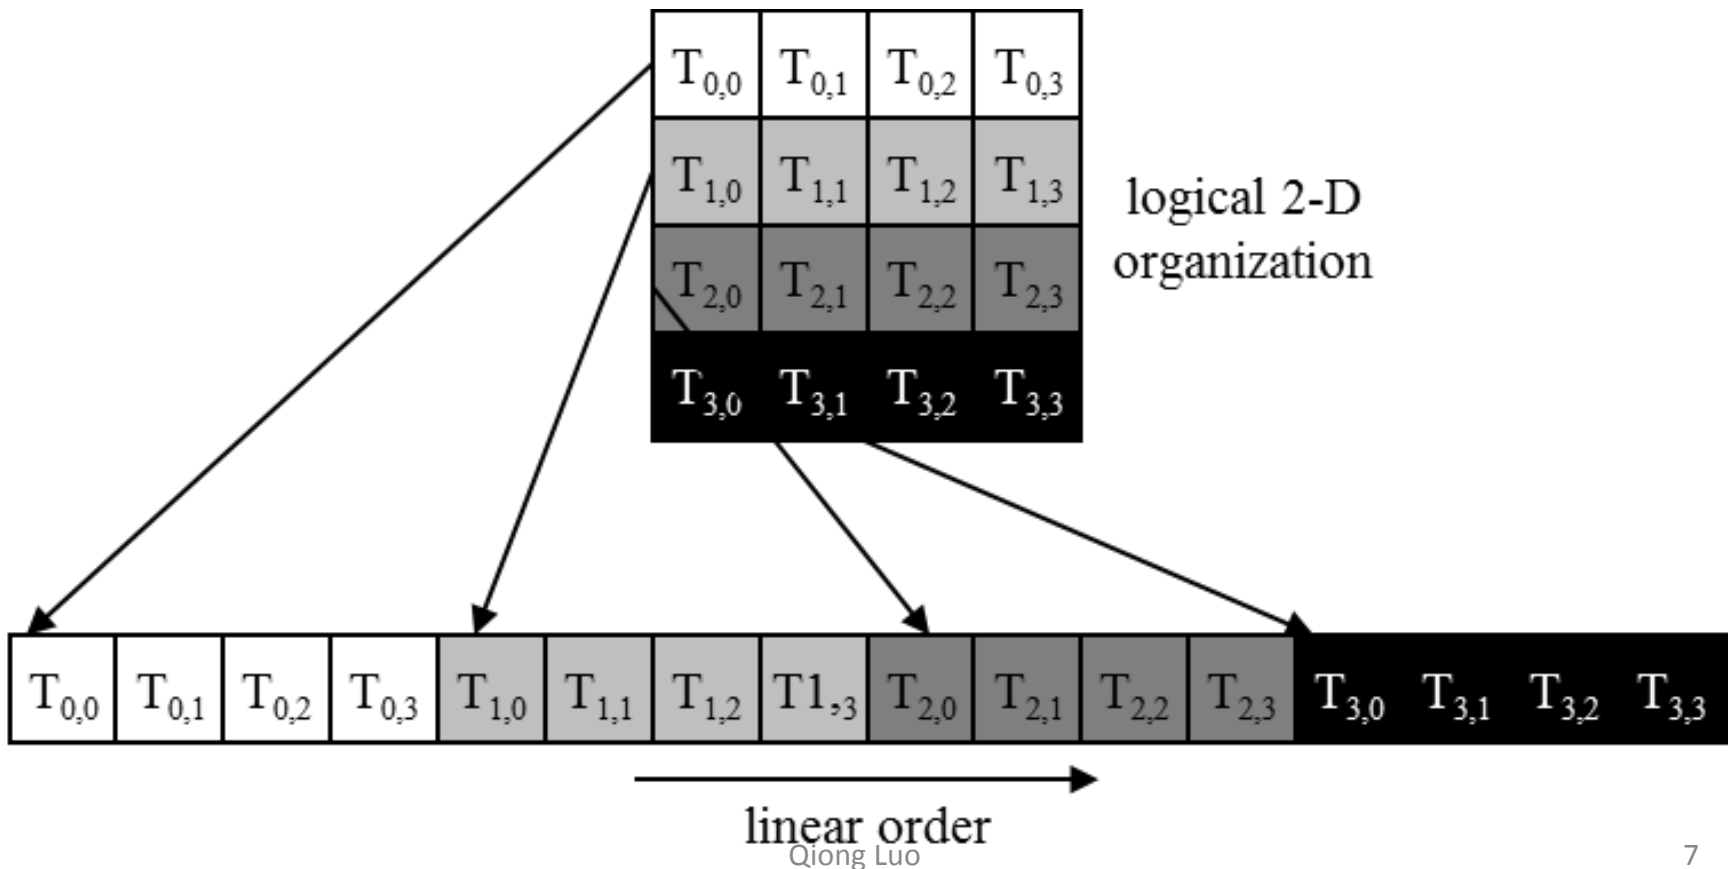 T0,0 T0,1 T0,2 T0,3
T1,0 T1,1 T1,2 T1,3
T2,0 T2,1 T2,2 T2,3
T3,0 T3,1 T3,2 T3,3
logical 2-D
organization
T0,0 T0,1 T0,2 T0,3 T1,0 T1,1 T1,2 T1,3 T2,0 T2,1 T2,2 T2,3 T3,0 T3,1 T3,2 T3,3
linear order
Qiong Luo
7